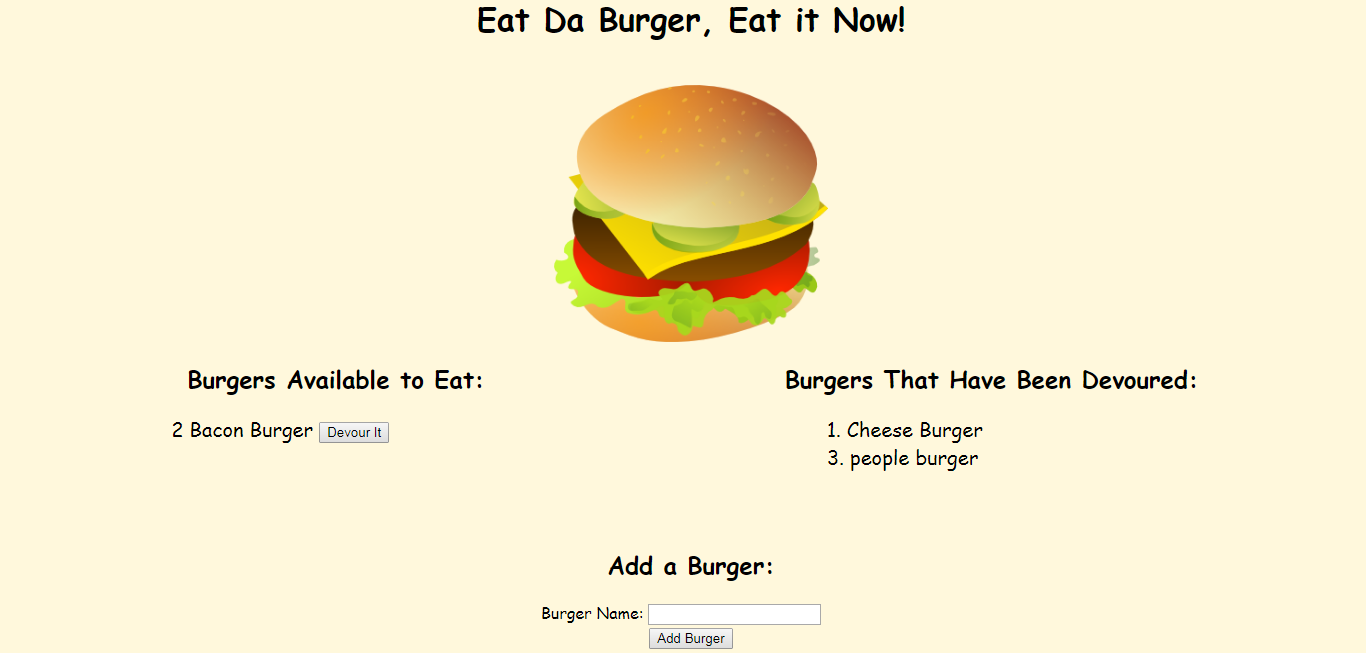 Eat Da Burger, Eat it Now!
Burgers Available to Eat:
2 Bacon Burger Devour It
Burgers That Have Been Devoured:
1. Cheese Burger
3. people burger
Add a Burger:
Burger Name:
Add Burger